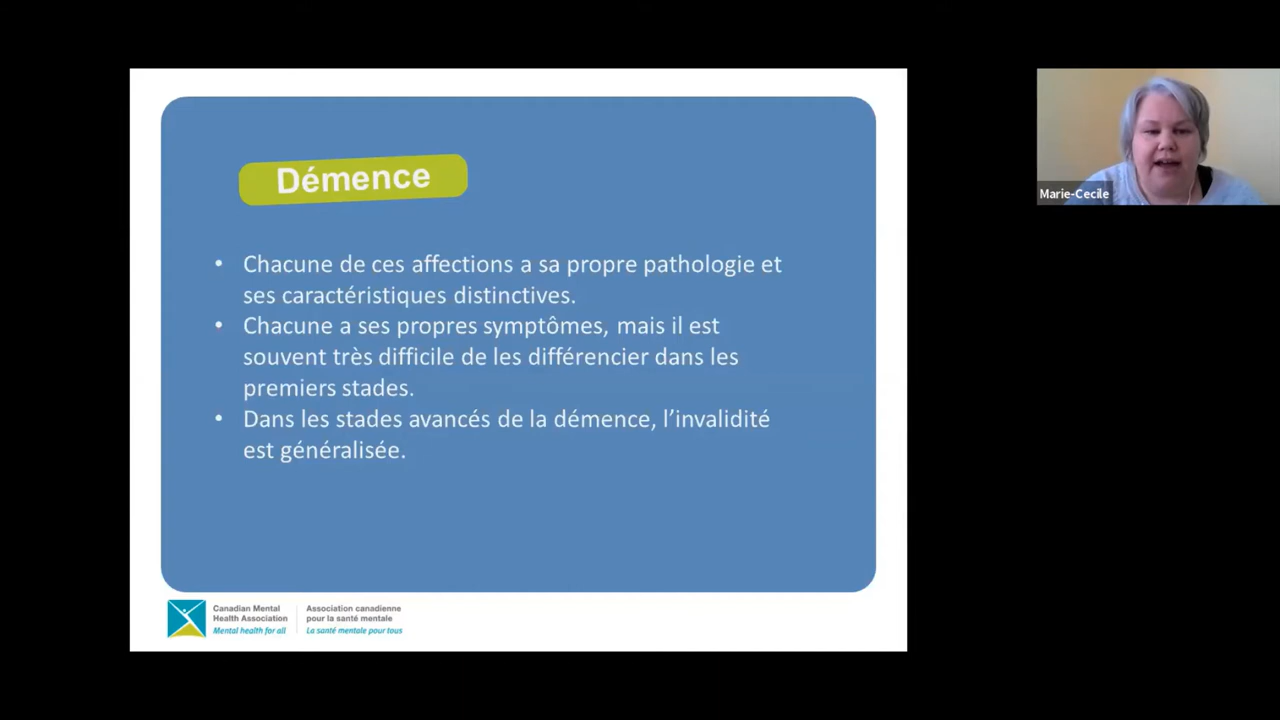 Démence
• Chacune de ces affections a sa propre pathologie et
ses caractéristiques distinctives.
• Chacune a ses propres symptômes, mais il est
souvent très difficile de les différencier dans les
premiers stades.
• Dans les stades avancés de la démence, l’invalidité
est généralisée.
Canadian Mental
Health Association
Mental health for all
Association canadienne
pour la santé mentale
La santé mentale pour tous
Marie-Cecile